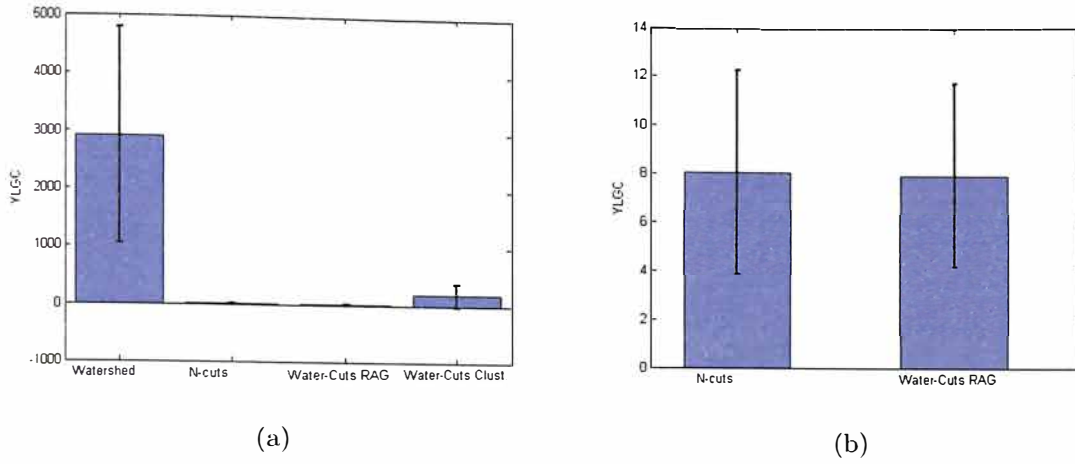 5000
4000
3000
2000
1000
0
-1000
YLGC
Watershed N-cuts Water-Cuts RAG Water-Cuts Clust
(a)
14
12
10
8
6
4
2
0
YLGC
N-cuts Water-Cuts RAG
(b)